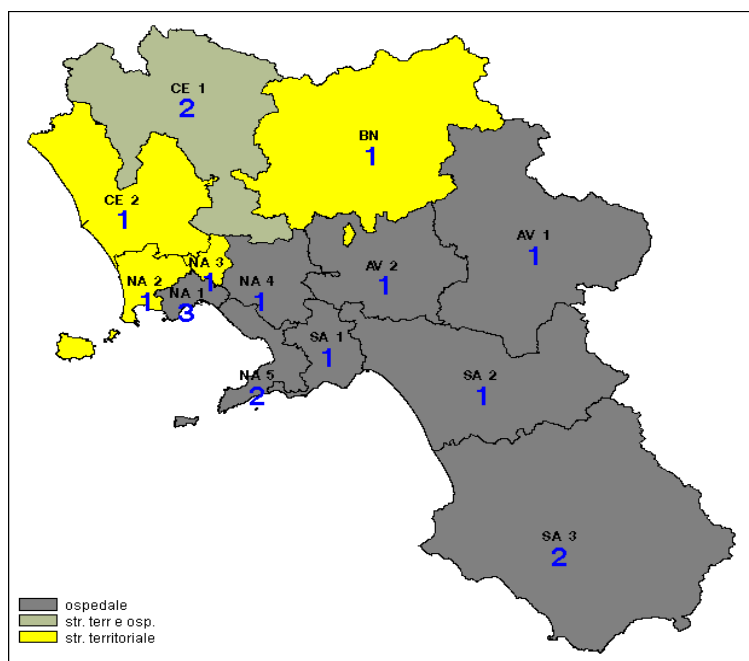 CE 1
2
BN
1
CE 2
1
AV 1
1
NA 3
1
AV 2
1
NA 2
1
NA 1
3
NA 4
1
SA 1
1
NA 5
2
SA 2
1
SA 3
2
ospedale
str. terr e osp.
str. territoriale